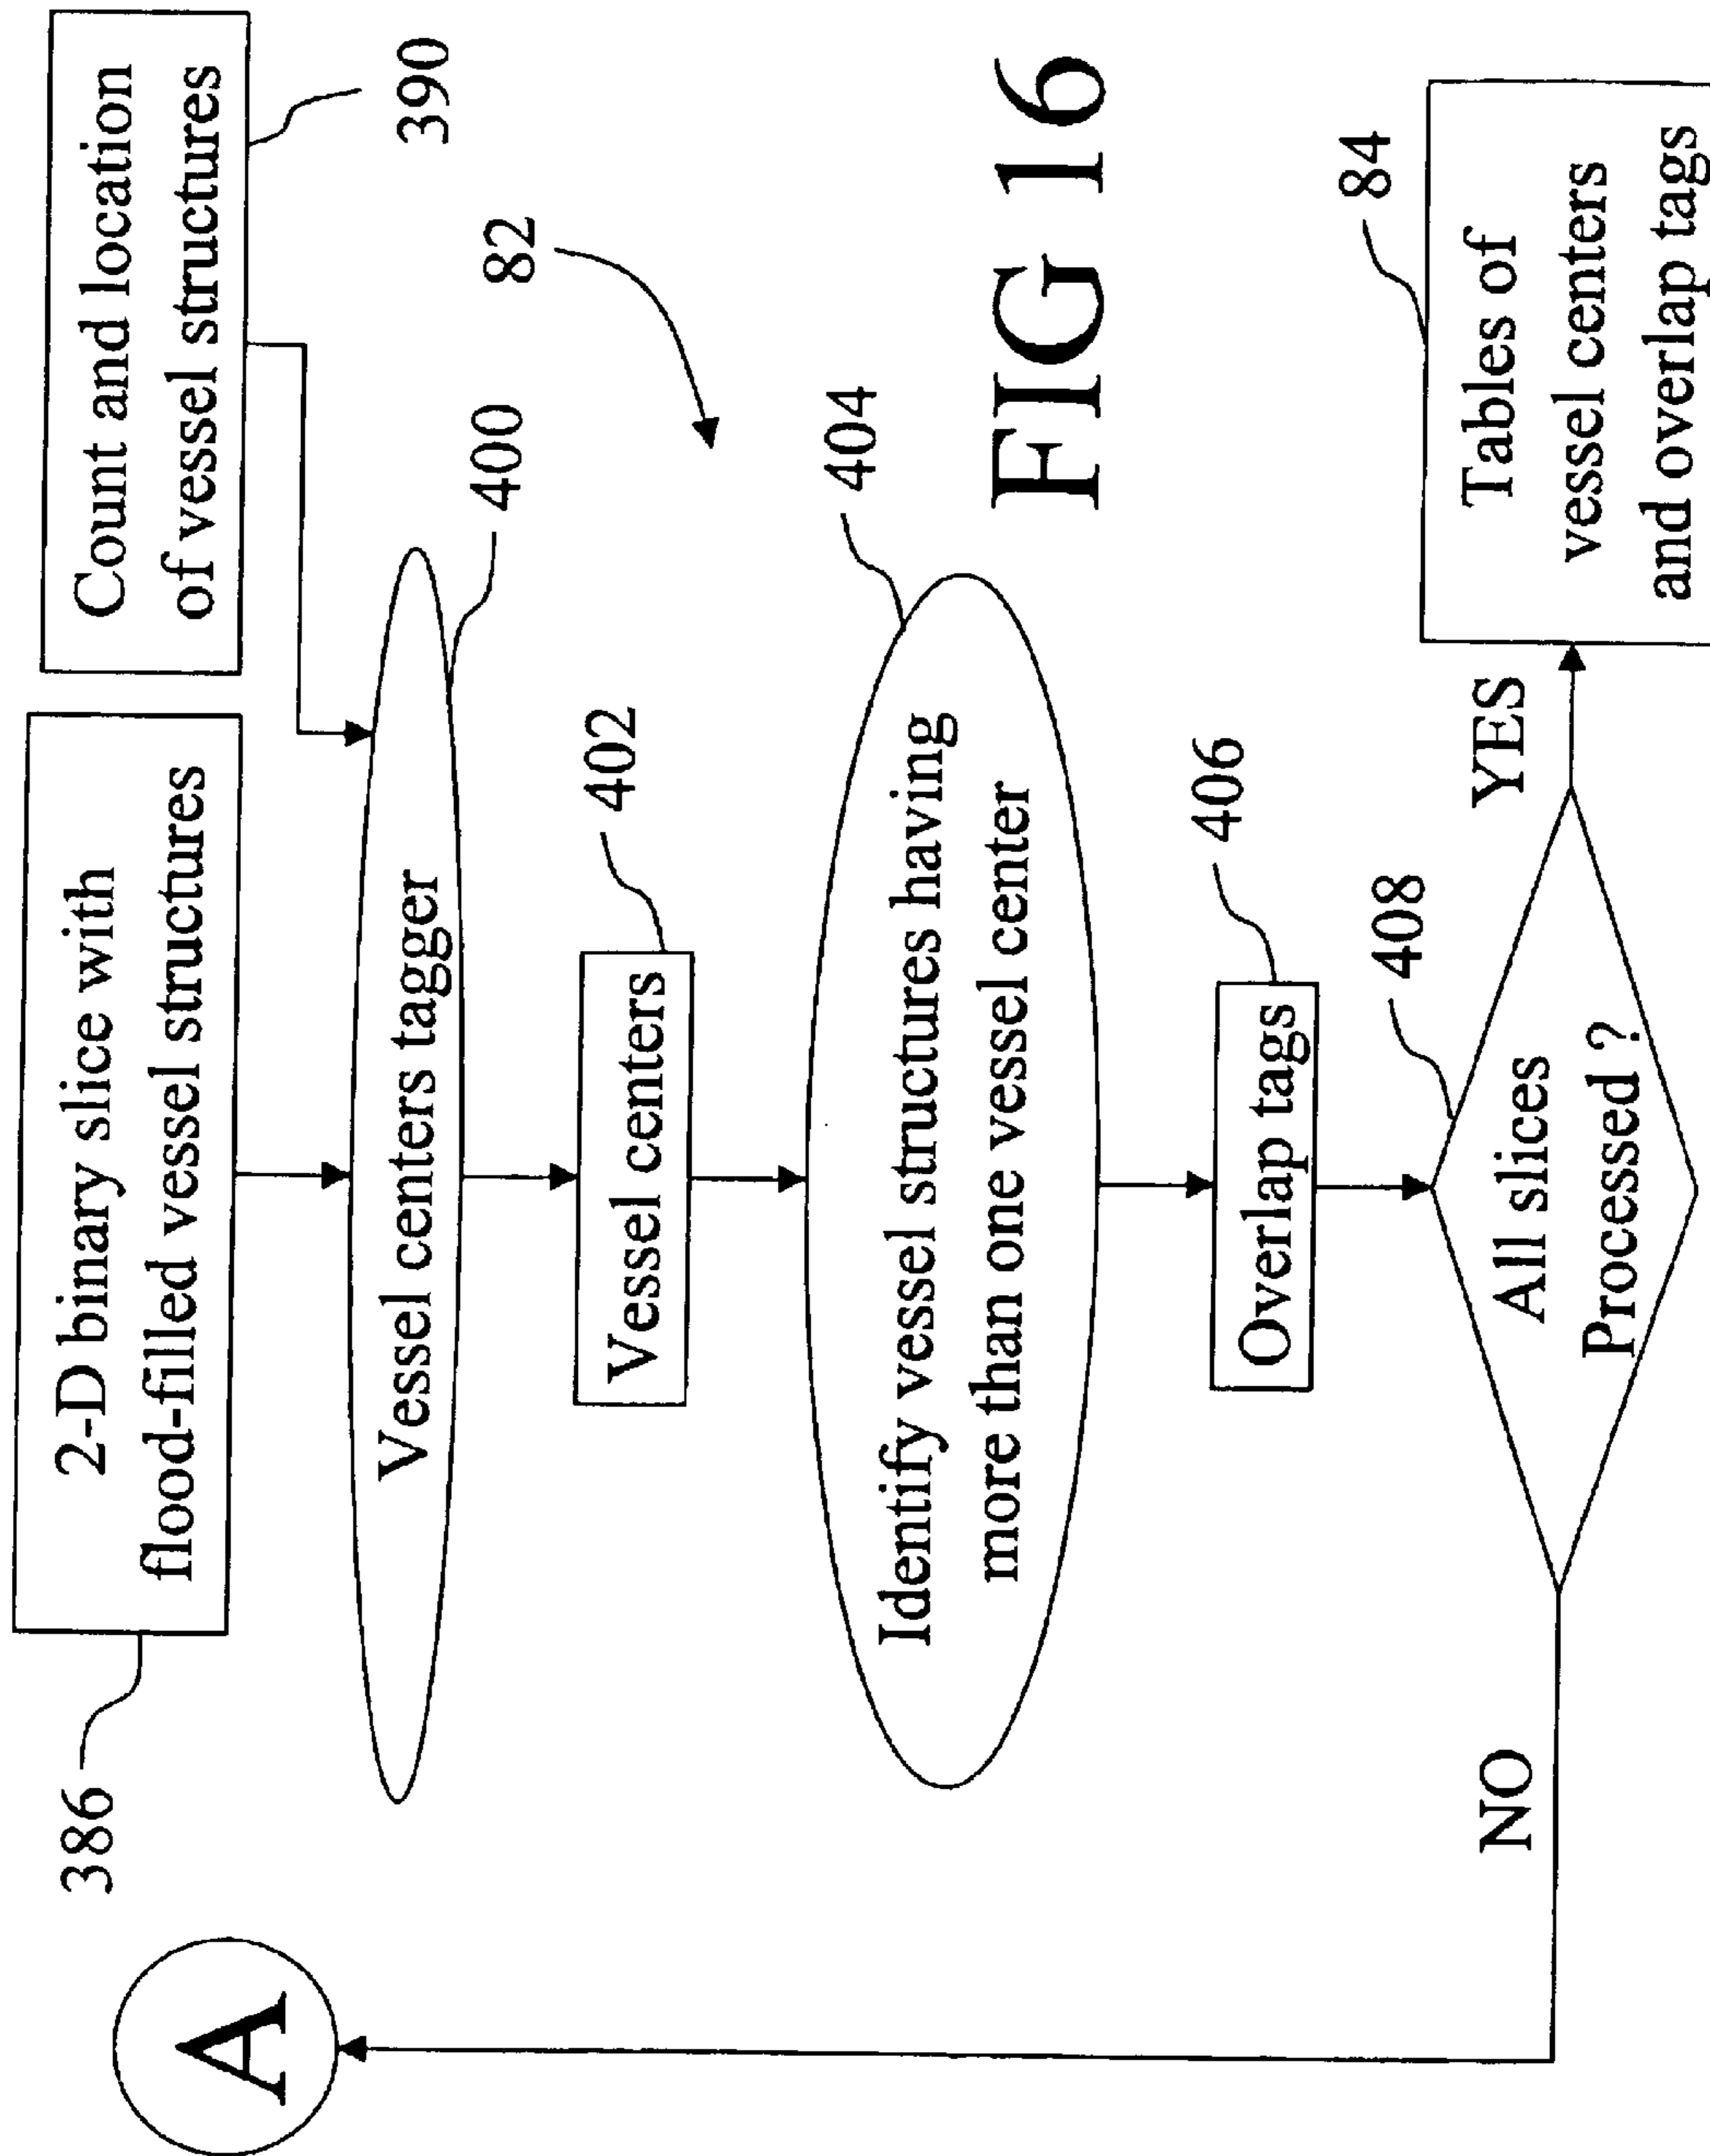 A
386
2-D binary slice with
flood-filled vessel structures
Count and location
of vessel structures
390
Vessel centers tagger
400
82
Vessel centers
402
Identify vessel structures having
more than one vessel center
404
FIG 16
Overlap tags
406
408
All slices
Processed ?
NO
YES
84
Tables of
vessel centers
and overlap tags